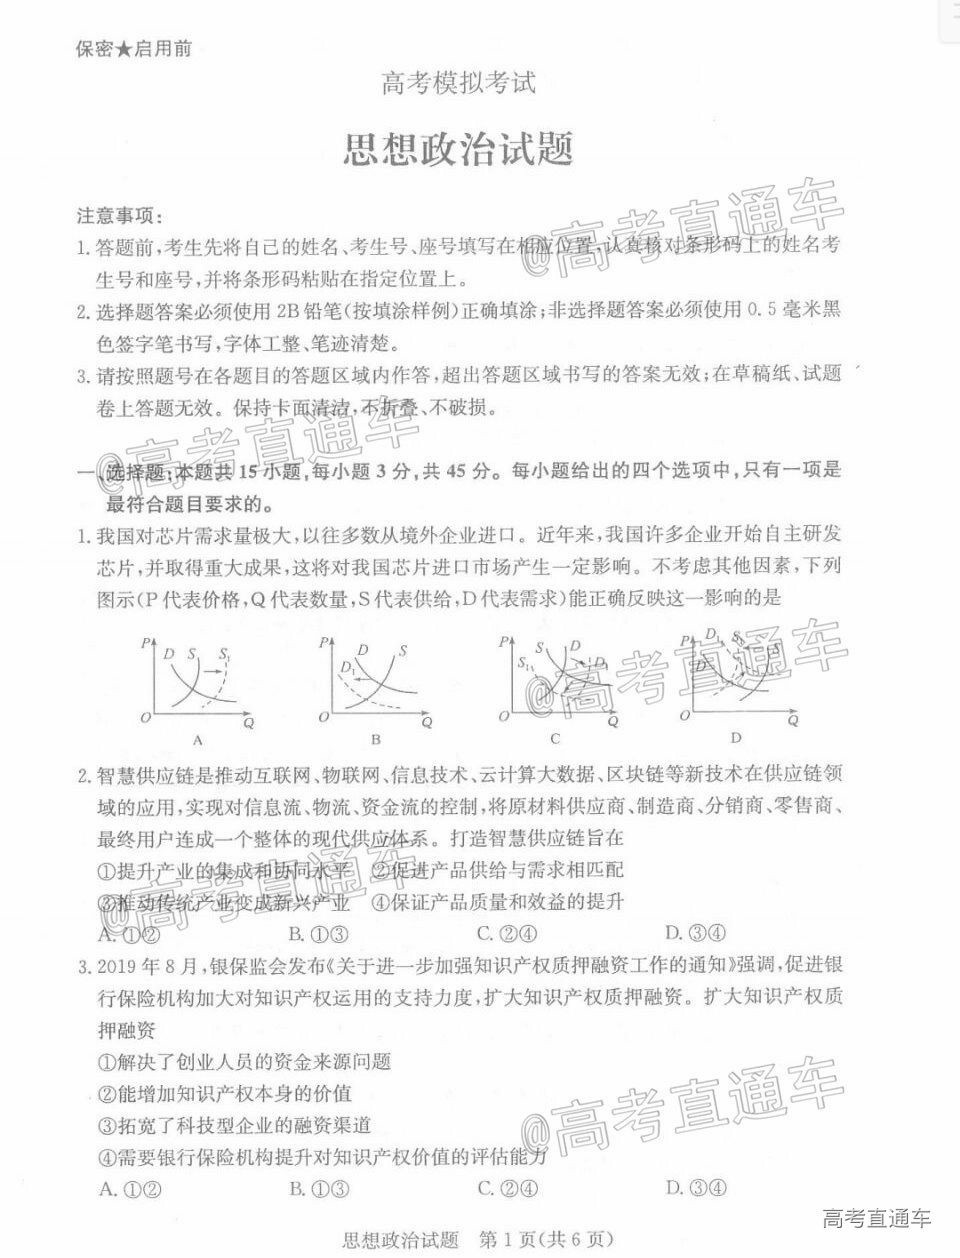 保密★启用前
高考模拟考试
思想政治试题
注意事项：
1.答题前,考生先将自己的姓名、考生号、座号填写在相应位置,认真核对条形码上的姓名考
生号和座号,并将条形码粘贴在指定位置上。
2.选择题答案必须使用2B铅笔(按填涂样例)正确填涂;非选择题答案必须使用0.5毫米黑
色签字笔书写,字体工整、笔迹清楚。
3.请按照题号在各题目的答题区域内作答,超出答题区域书写的答案无效;在草稿纸、试题
卷上答题无效。保持卡面清洁,不折叠、不破损。
一、选择题:本题共15小题,每小题3分,共45分。每小题给出的四个选项中,只有一项是
最符合题目要求的。
1.我国对芯片需求量极大,以往多数从境外企业进口。近年来,我国许多企业开始自主研发
芯片,并取得重大成果,这将对我国芯片进口市场产生一定影响。不考虑其他因素,下列
图示(P代表价格,Q代表数量,S代表供给,D代表需求)能正确反映这一影响的是
P D S S₁ O Q
P D S D₁ O Q
P S D S₁ D₁ O Q
P D₁ S₁ D S O Q
A B C D
2.智慧供应链是推动互联网、物联网、信息技术、云计算大数据、区块链等新技术在供应链领
域的应用,实现对信息流、物流、资金流的控制,将原材料供应商、制造商、分销商、零售商、
最终用户连成一个整体的现代供应体系。打造智慧供应链旨在
①提升产业的集成和协同水平 ②促进产品供给与需求相匹配
③推动传统产业变成新兴产业 ④保证产品质量和效益的提升
A.①② B.①③ C.②④ D.③④
3.2019年8月,银保监会发布《关于进一步加强知识产权质押融资工作的通知》强调,促进银
行保险机构加大对知识产权运用的支持力度,扩大知识产权质押融资。扩大知识产权质
押融资
①解决了创业人员的资金来源问题
②能增加知识产权本身的价值
③拓宽了科技型企业的融资渠道
④需要银行保险机构提升对知识产权价值的评估能力
A.①② B.①③ C.②④ D.③④
思想政治试题 第1页(共6页)
@高考直通车
@高考直通车
@高考直通车
@高考直通车
@高考直通车
高考直通车